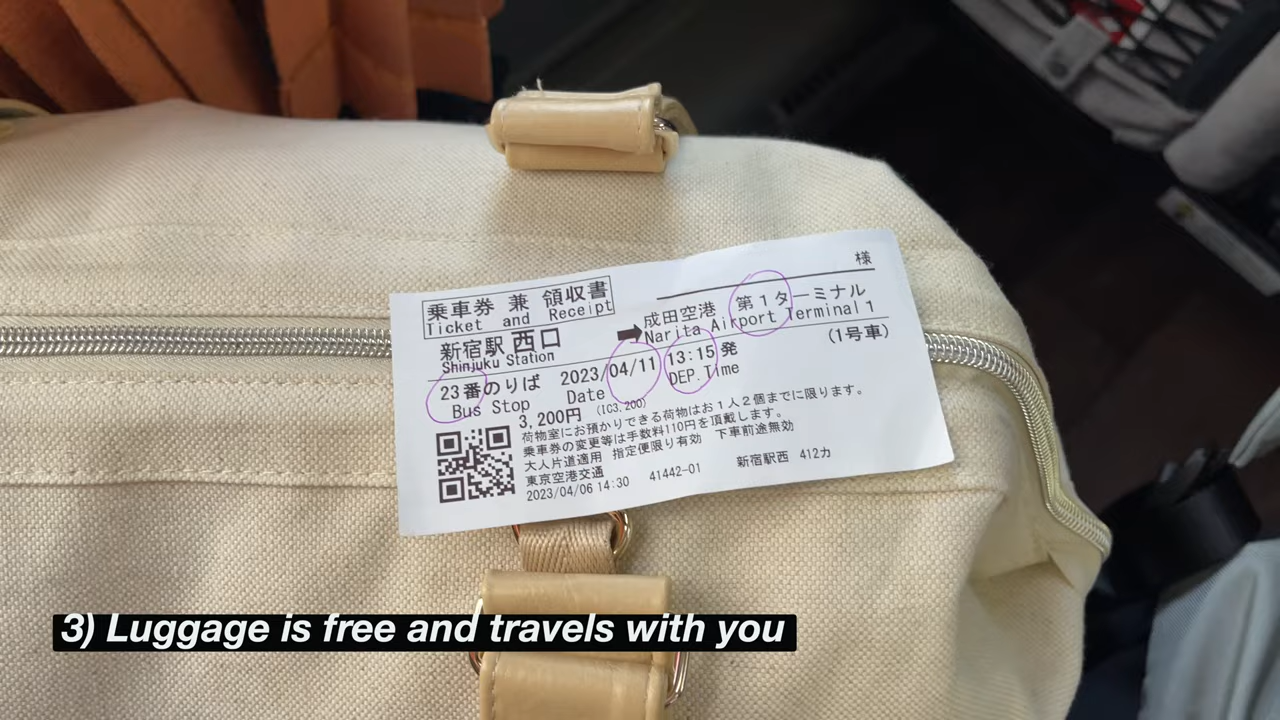 様
乗車券 兼 領収書
Ticket and Receipt
新宿駅 西口
Shinjuku Station
➡
成田空港 第1ターミナル
Narita Airport Terminal 1
23番のりば 2023/04/11 13:15発 (1号車)
Bus Stop Date DEP.Time
3,200円 (IC3.200)
荷物室にお預かりできる荷物はお1人2個までに限ります。
乗車券の変更等は手数料110円を頂戴します。
大人片道適用 指定便限り有効 下車前途無効
東京空港交通
2023/04/06 14:30 41442-01 新宿駅西 412カ
3) Luggage is free and travels with you